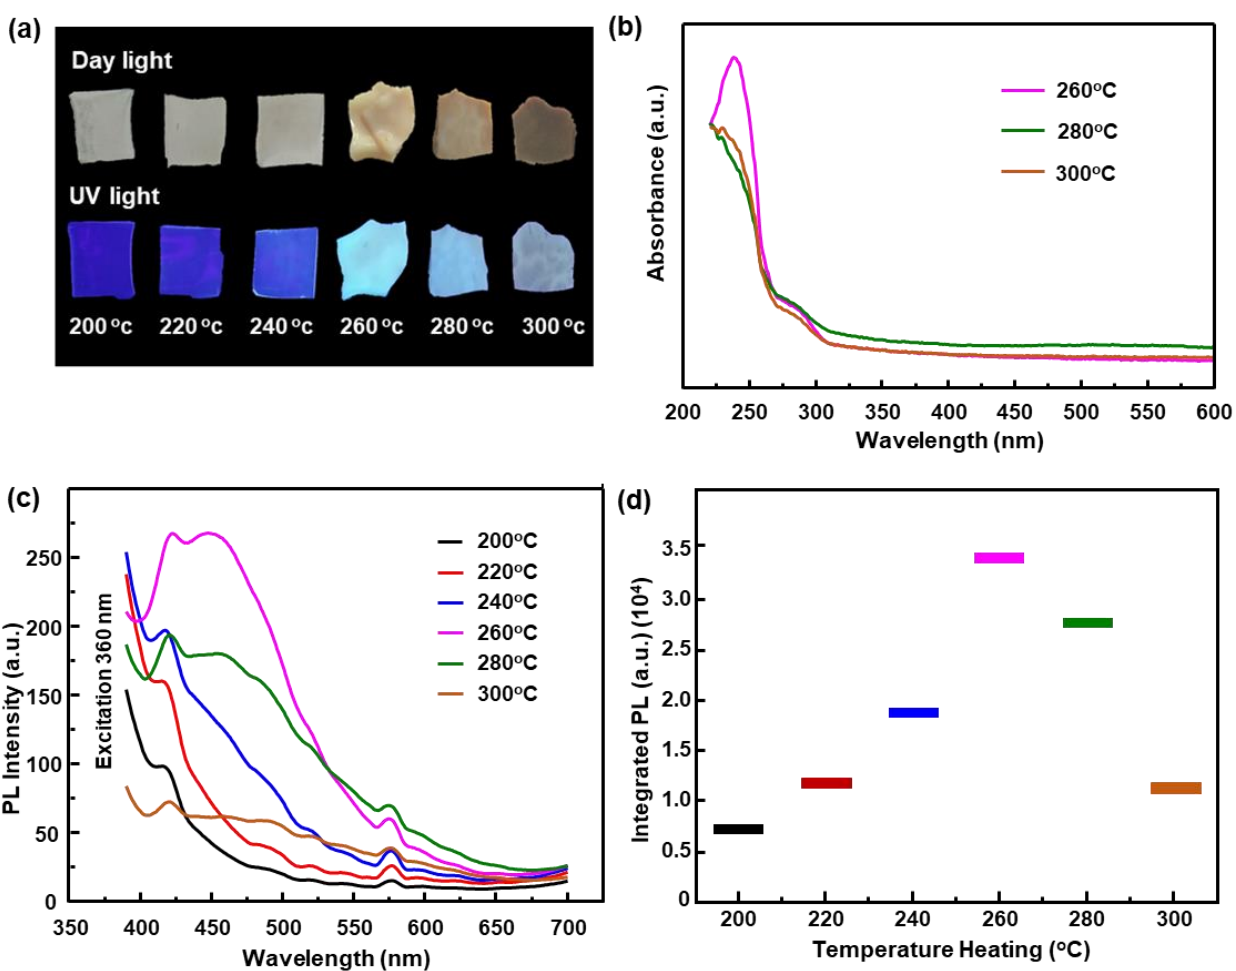 (a)
Day light
UV light
200 °c 220 °c 240 °c 260 °c 280 °c 300 °c
(b)
Absorbance (a.u.)
260°C
280°C
300°C
200 250 300 350 400 450 500 550 600
Wavelength (nm)
(c)
PL Intensity (a.u.)
250
200
150
100
50
0
Excitation 360 nm
200°C
220°C
240°C
260°C
280°C
300°C
350 400 450 500 550 600 650 700
Wavelength (nm)
(d)
Integrated PL (a.u.) (10⁴)
3.5
3.0
2.5
2.0
1.5
1.0
0.5
0
200 220 240 260 280 300
Temperature Heating (°C)